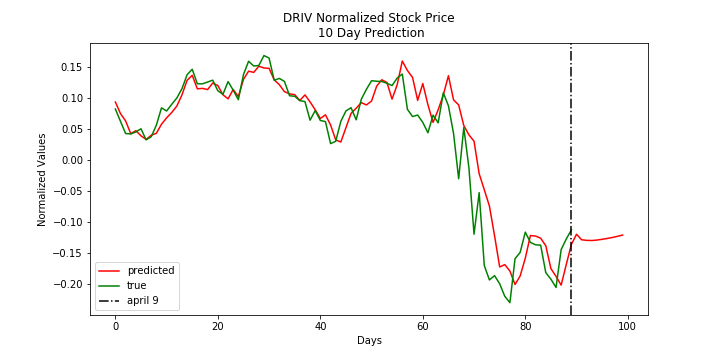 DRIV Normalized Stock Price
10 Day Prediction
Normalized Values
0.15
0.10
0.05
0.00
−0.05
−0.10
−0.15
−0.20
predicted
true
april 9
0
20
40
60
80
100
Days